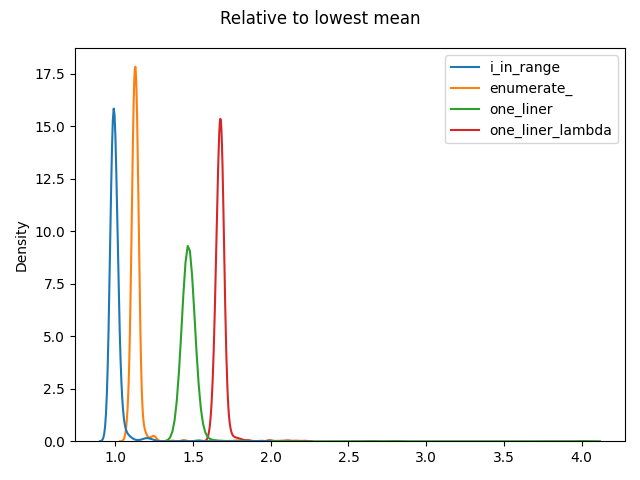 Relative to lowest mean
i_in_range
enumerate_
one_liner
one_liner_lambda
Density
17.5
15.0
12.5
10.0
7.5
5.0
2.5
0.0
1.0 1.5 2.0 2.5 3.0 3.5 4.0